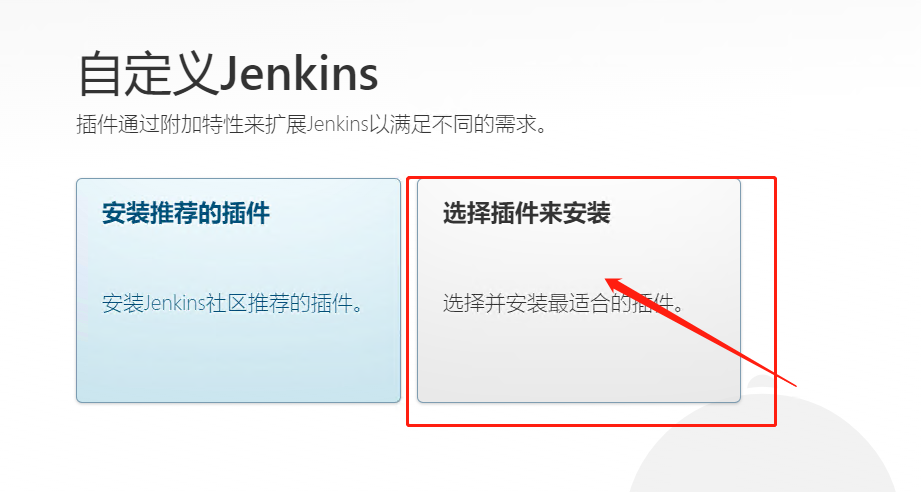 自定义Jenkins
插件通过附加特性来扩展Jenkins以满足不同的需求。
安装推荐的插件
安装Jenkins社区推荐的插件。
选择插件来安装
选择并安装最适合的插件。